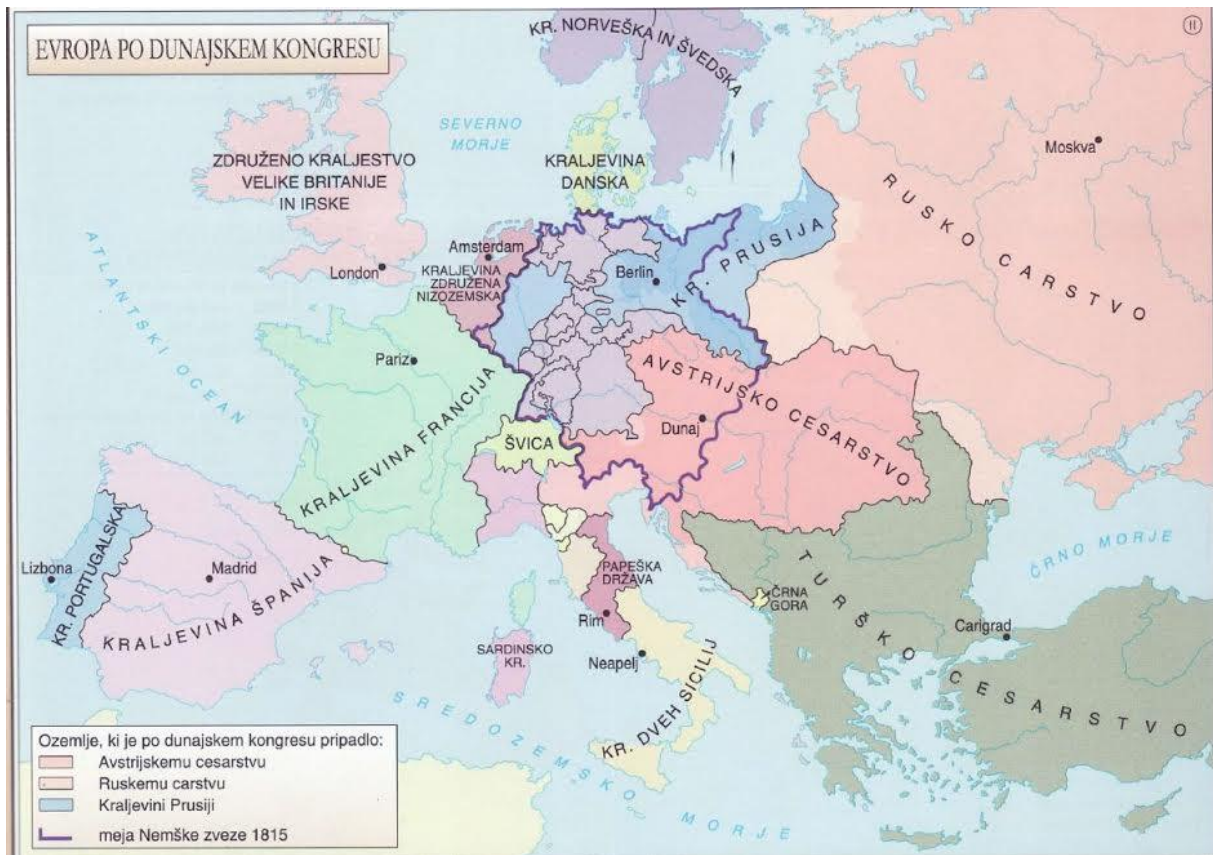 EVROPA PO DUNAJSKEM KONGRESU
KR. NORVEŠKA IN ŠVEDSKA
SEVERNO
MORJE
ZDRUŽENO KRALJESTVO
VELIKE BRITANIJE
IN IRSKE
KRALJEVINA
DANSKA
Moskva
RUSKO CARSTVO
ATLANTSKI OCEAN
London
Amsterdam
KRALJEVINA
ZDRUŽENA
NIZOZEMSKA
Berlin
KR. PRUSIJA
Pariz
KRALJEVINA FRANCIJA
AVSTRIJSKO CESARSTVO
Dunaj
ŠVICA
KR. PORTUGALSKA
Lizbona
Madrid
KRALJEVINA ŠPANIJA
PAPEŠKA
DRŽAVA
Rim
ČRNA
GORA
ČRNO MORJE
TURŠKO CESARSTVO
Carigrad
SARDINSKO
KR.
Neapelj
KR. DVEH SICILIJ
SREDOZEMSKO MORJE
Ozemlje, ki je po dunajskem kongresu pripadlo:
Avstrijskemu cesarstvu
Ruskemu carstvu
Kraljevini Prusiji
meja Nemške zveze 1815